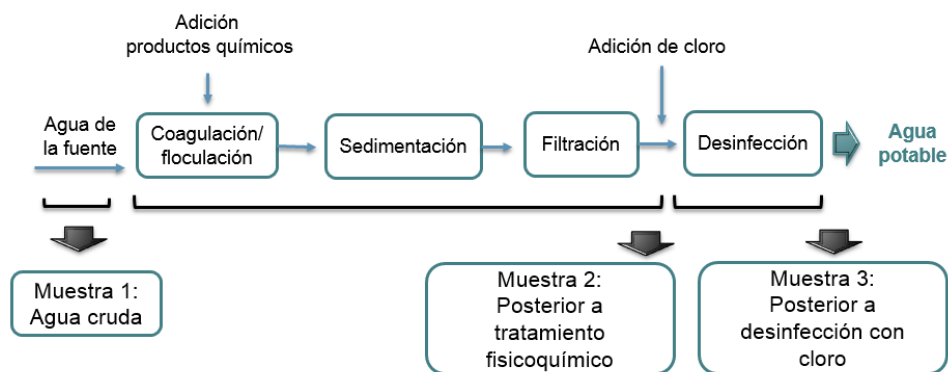 Adición
productos químicos
Adición de cloro
Agua de
la fuente
Coagulación/
floculación
Sedimentación
Filtración
Desinfección
Agua
potable
Muestra 1:
Agua cruda
Muestra 2:
Posterior a
tratamiento
fisicoquímico
Muestra 3:
Posterior a
desinfección con
cloro